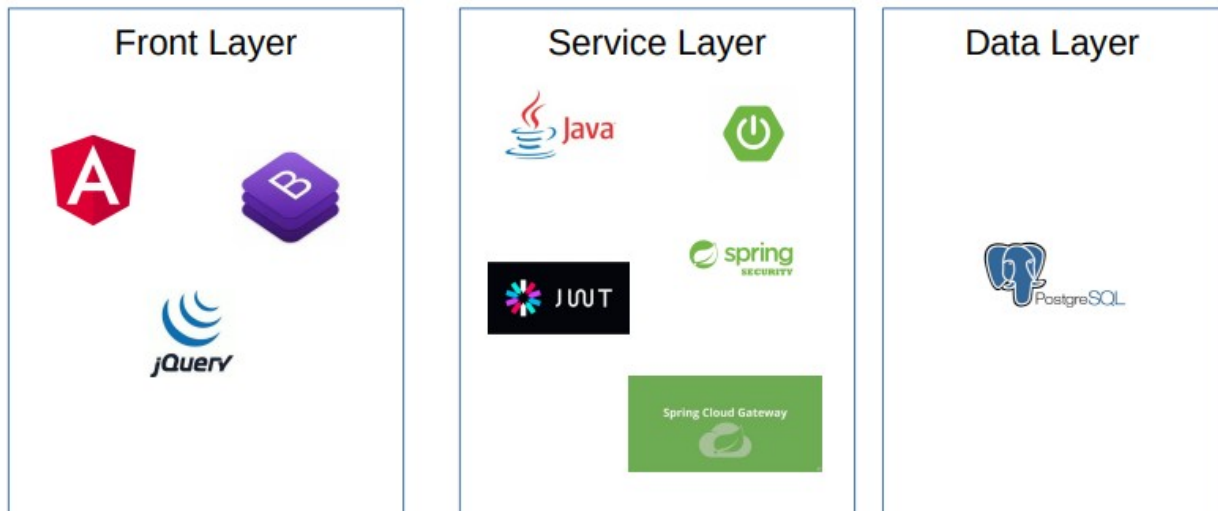 Front Layer
Service Layer
Data Layer
A
B
jQuery
Java
spring
SECURITY
JWT
Spring Cloud Gateway
PostgreSQL